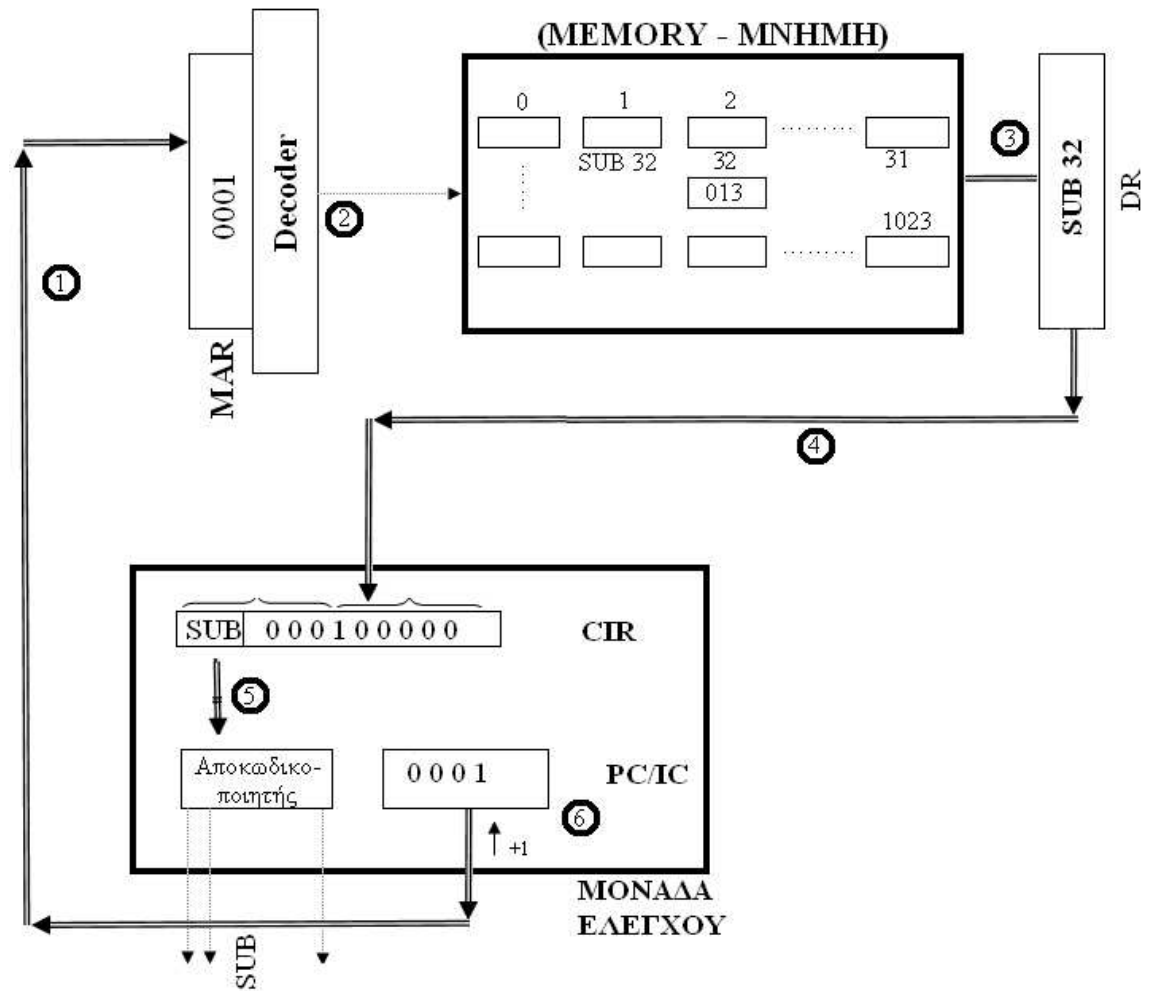 (MEMORY - ΜΝΗΜΗ)
0 1 2
SUB 32 32 31
013
1023
0001
Decoder
MAR
SUB 32
DR
1
2
3
4
SUB 0 0 0 1 0 0 0 0 0
CIR
5
Αποκωδικο-
ποιητής
0 0 0 1
PC/IC
6
+1
ΜΟΝΑΔΑ
ΕΛΕΓΧΟΥ
SUB